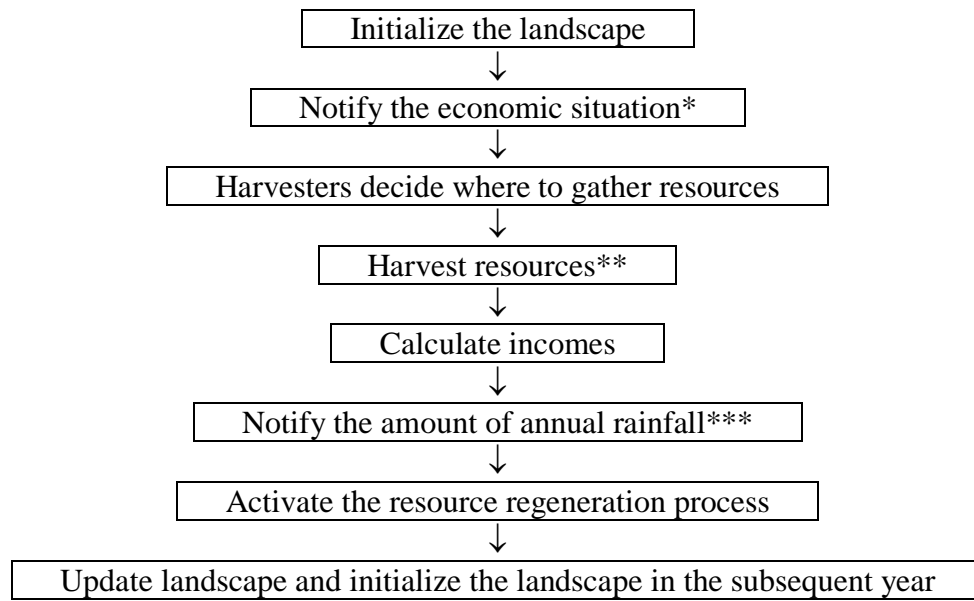 Initialize the landscape
Notify the economic situation*
Harvesters decide where to gather resources
Harvest resources**
Calculate incomes
Notify the amount of annual rainfall***
Activate the resource regeneration process
Update landscape and initialize the landscape in the subsequent year